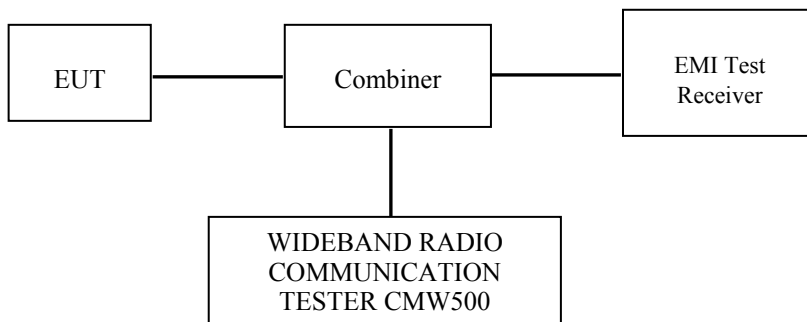 EUT
Combiner
EMI Test
Receiver
WIDEBAND RADIO
COMMUNICATION
TESTER CMW500